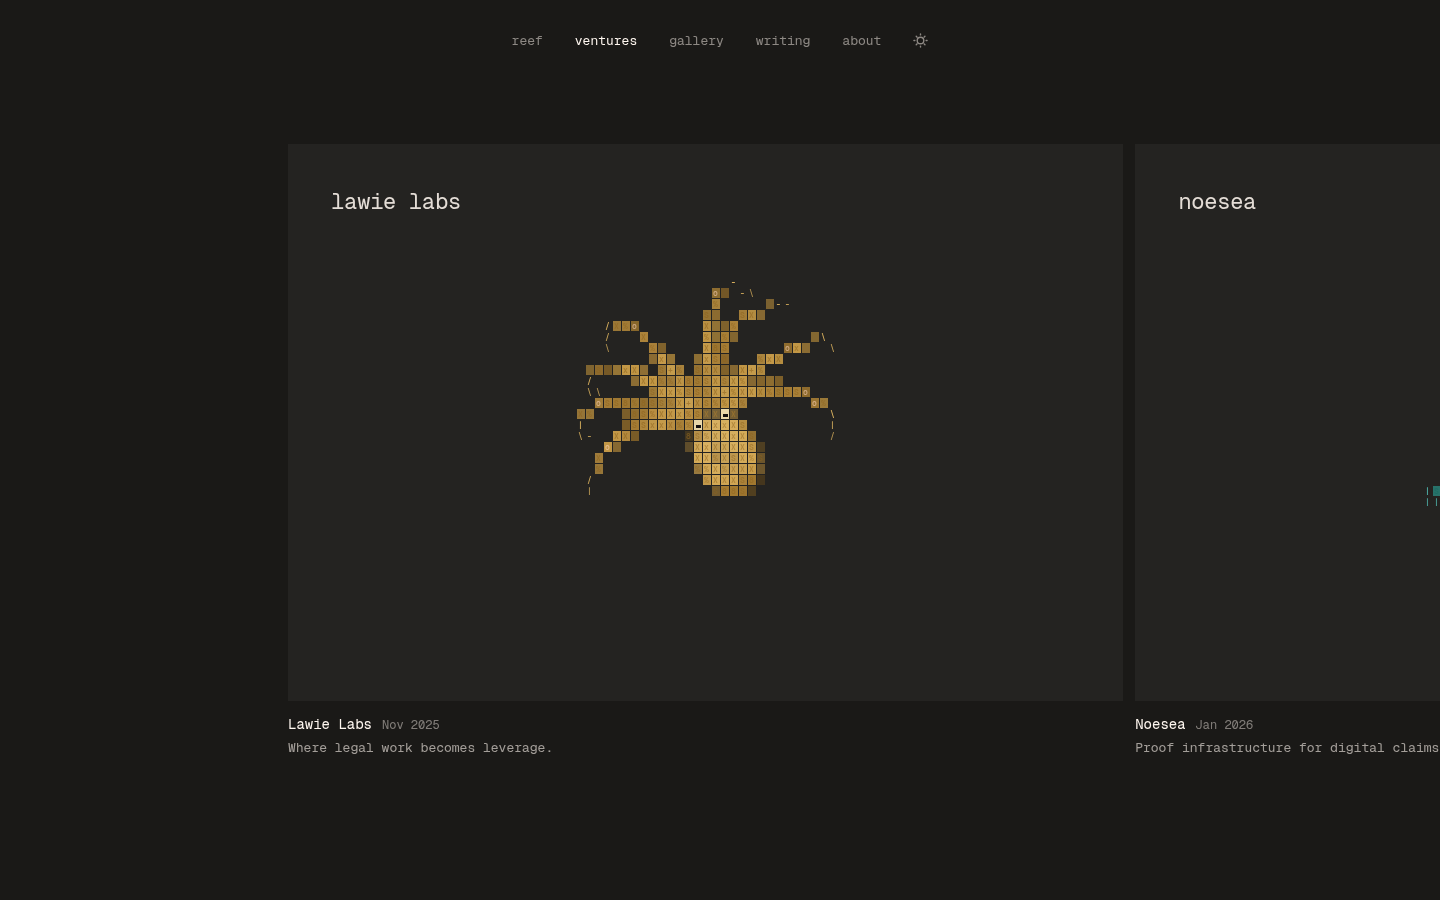 reef ventures gallery writing about
lawie labs
noesea
Lawie Labs Nov 2025
Where legal work becomes leverage.
Noesea Jan 2026
Proof infrastructure for digital claims